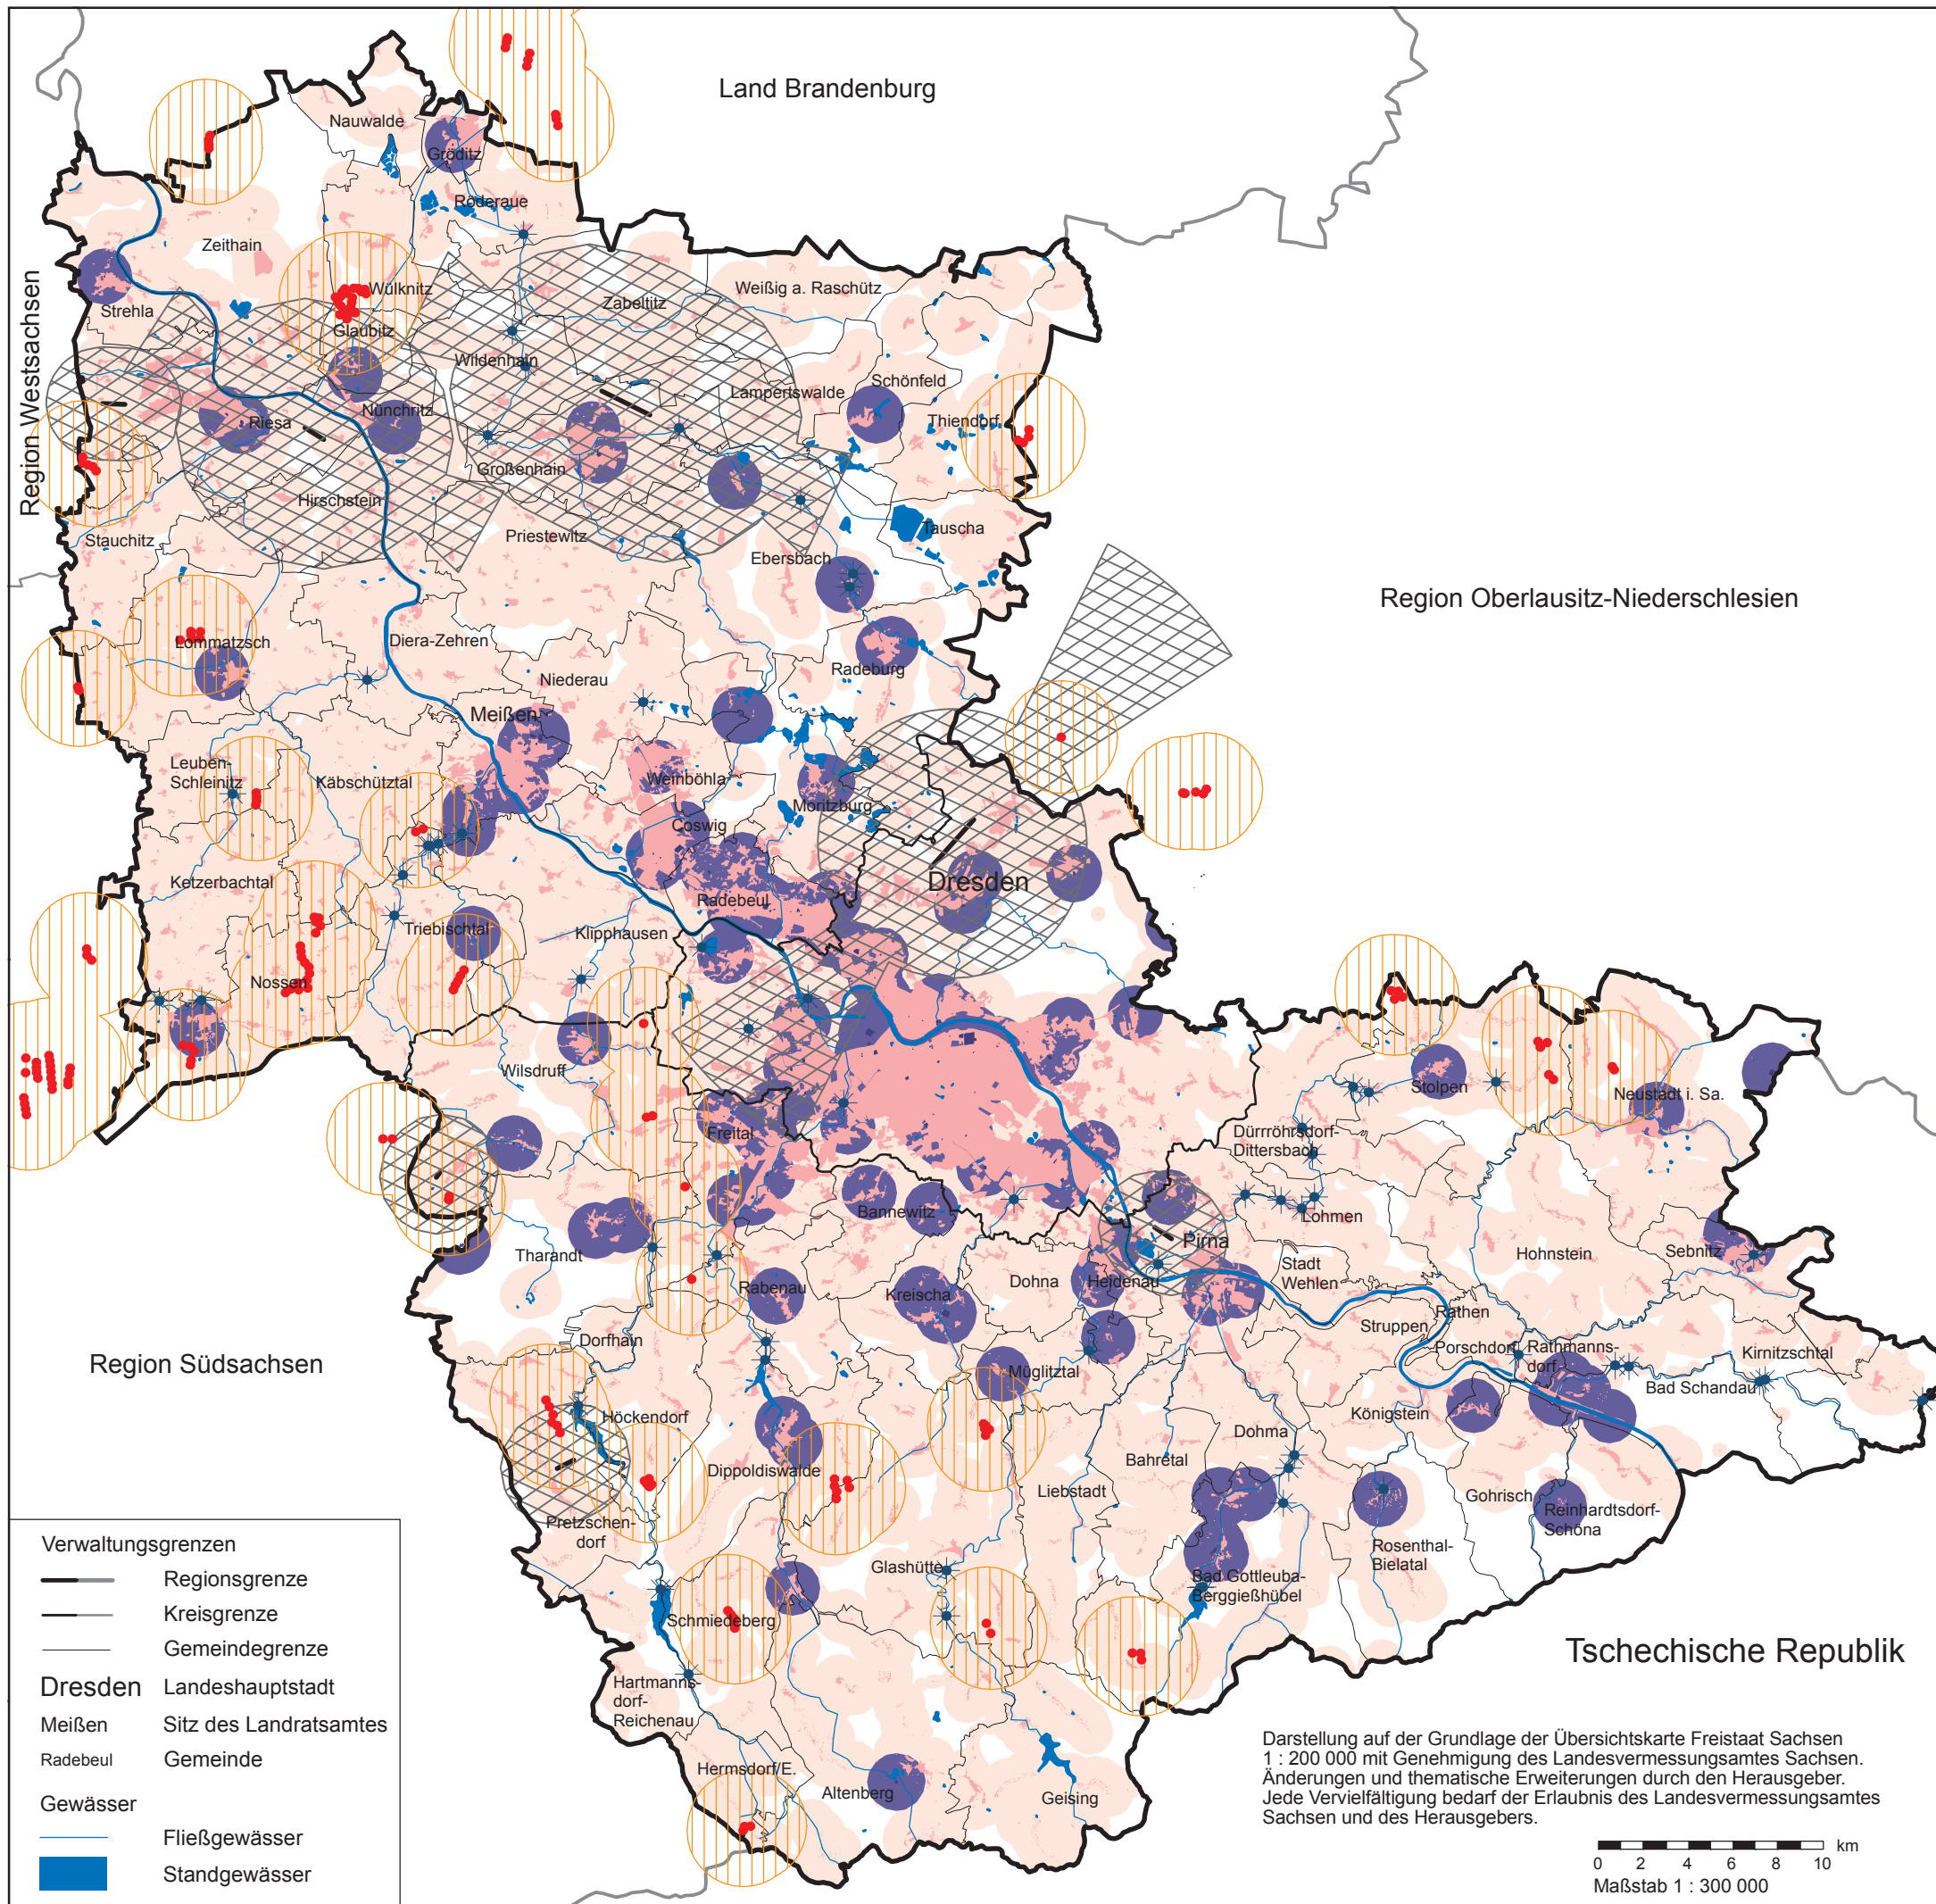 Land Brandenburg
Nauwalde
Gröditz
Röderaue
Zeithain
Region Westsachsen
Strehla
Wülknitz
Glaubitz
Zabeltitz
Weißig a. Raschütz
Wildenhain
Lampertswalde
Schönfeld
Thiendorf
Riesa
Nünchritz
Großenhain
Hirschstein
Stauchitz
Priestewitz
Tauscha
Ebersbach
Region Oberlausitz-Niederschlesien
Lommatzsch
Diera-Zehren
Niederau
Radeburg
Meißen
Leuben-
Schleinitz
Käbschütztal
Weinböhla
Moritzburg
Coswig
Ketzerbachtal
Dresden
Radebeul
Triebischtal
Klipphausen
Nossen
Wilsdruff
Stolpen
Neustadt i. Sa.
Freital
Dürrröhrsdorf-
Dittersbach
Bannewitz
Lohmen
Tharandt
Pirna
Hohnstein
Sebnitz
Stadt
Wehlen
Rabenau
Kreischa
Dohna
Heidenau
Rathen
Struppen
Dorfhain
Region Südsachsen
Porschdorf
Rathmanns-
dorf
Kirnitzschtal
Müglitztal
Bad Schandau
Höckendorf
Königstein
Dohma
Dippoldiswalde
Bahretal
Liebstadt
Gohrisch
Reinhardtsdorf-
Schöna
Pretzschen-
dorf
Rosenthal-
Bielatal
Glashütte
Bad Gottleuba-
Berggießhübel
Schmiedeberg
Tschechische Republik
Hartmanns-
dorf-
Reichenau
Hermsdorf/E.
Altenberg
Geising
Verwaltungsgrenzen
Regionsgrenze
Kreisgrenze
Gemeindegrenze
Dresden Landeshauptstadt
Meißen Sitz des Landratsamtes
Radebeul Gemeinde
Gewässer
Fließgewässer
Standgewässer
Darstellung auf der Grundlage der Übersichtskarte Freistaat Sachsen
1 : 200 000 mit Genehmigung des Landesvermessungsamtes Sachsen.
Änderungen und thematische Erweiterungen durch den Herausgeber.
Jede Vervielfältigung bedarf der Erlaubnis des Landesvermessungsamtes
Sachsen und des Herausgebers.
km
0 2 4 6 8 10
Maßstab 1 : 300 000